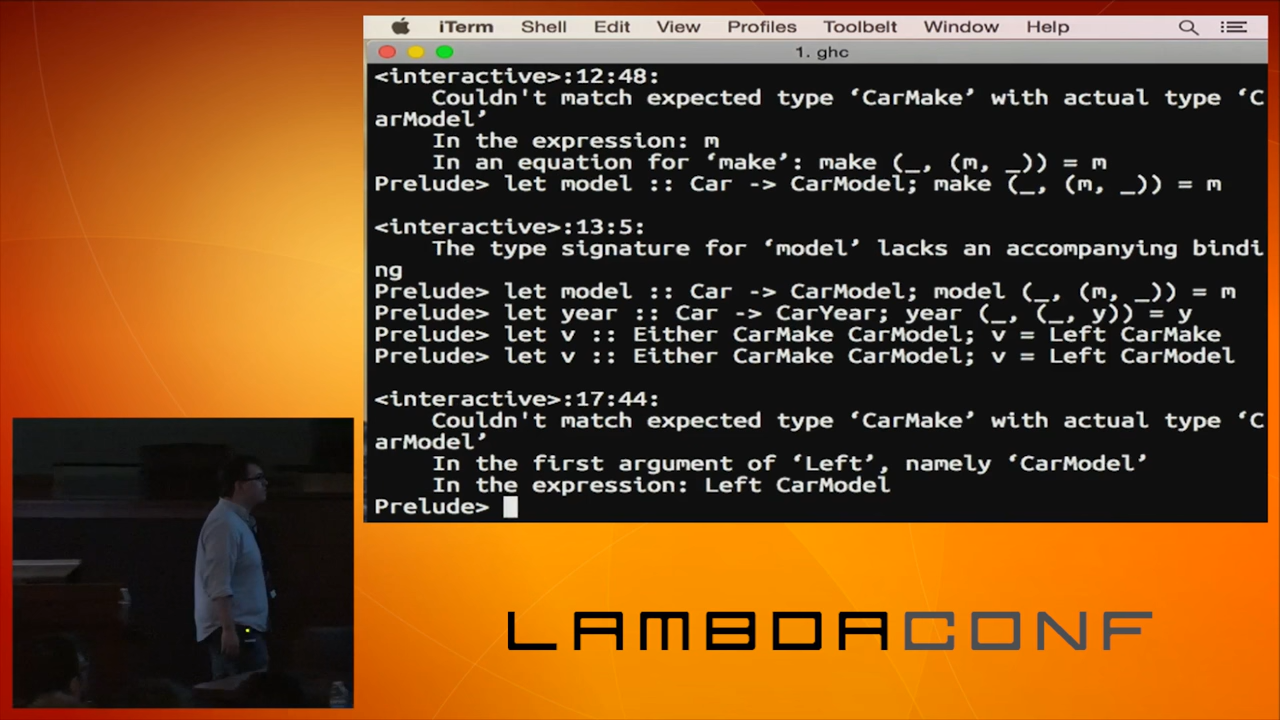 iTerm Shell Edit View Profiles Toolbelt Window Help
1. ghc
<interactive>:12:48:
Couldn't match expected type ‘CarMake’ with actual type ‘C
arModel’
In the expression: m
In an equation for ‘make’: make (_, (m, _)) = m
Prelude> let model :: Car -> CarModel; make (_, (m, _)) = m
<interactive>:13:5:
The type signature for ‘model’ lacks an accompanying bindi
ng
Prelude> let model :: Car -> CarModel; model (_, (m, _)) = m
Prelude> let year :: Car -> CarYear; year (_, (_, y)) = y
Prelude> let v :: Either CarMake CarModel; v = Left CarMake
Prelude> let v :: Either CarMake CarModel; v = Left CarModel
<interactive>:17:44:
Couldn't match expected type ‘CarMake’ with actual type ‘C
arModel’
In the first argument of ‘Left’, namely ‘CarModel’
In the expression: Left CarModel
Prelude>
LAMBDACONF